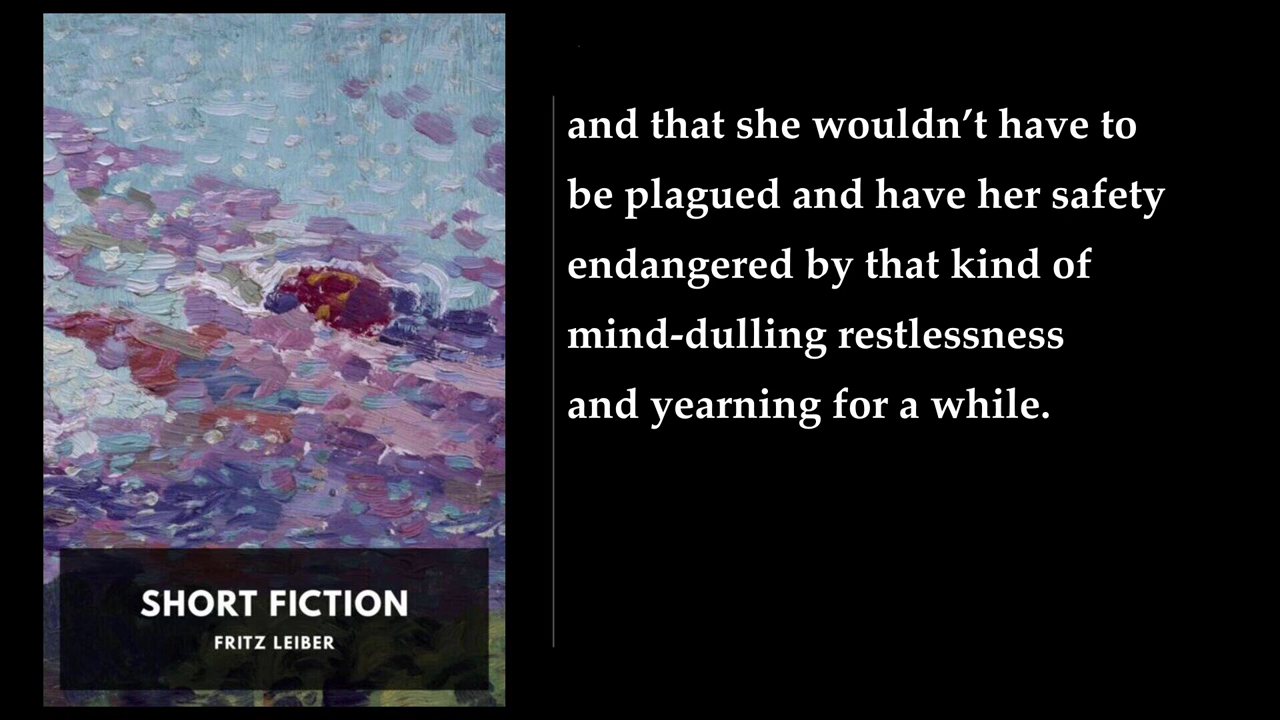 and that she wouldn’t have to
be plagued and have her safety
endangered by that kind of
mind-dulling restlessness
and yearning for a while.
SHORT FICTION
FRITZ LEIBER